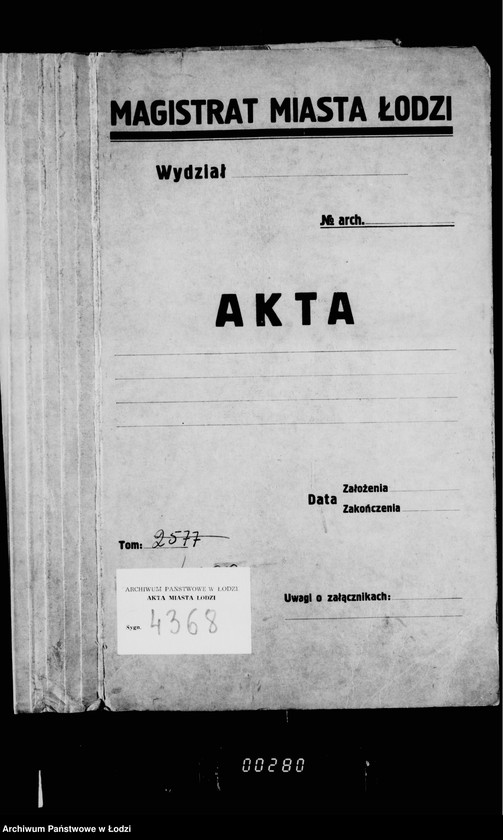 MAGISTRAT MIASTA ŁODZI
Wydział
№ arch.
AKTA
Data
Założenia
Zakończenia
Tom: 2577
ARCHIWUM PAŃSTWOWE W ŁODZI
AKTA MIASTA ŁODZI
Sygn. 4368
Uwagi o załącznikach:
00280
Archiwum Państwowe w Łodzi